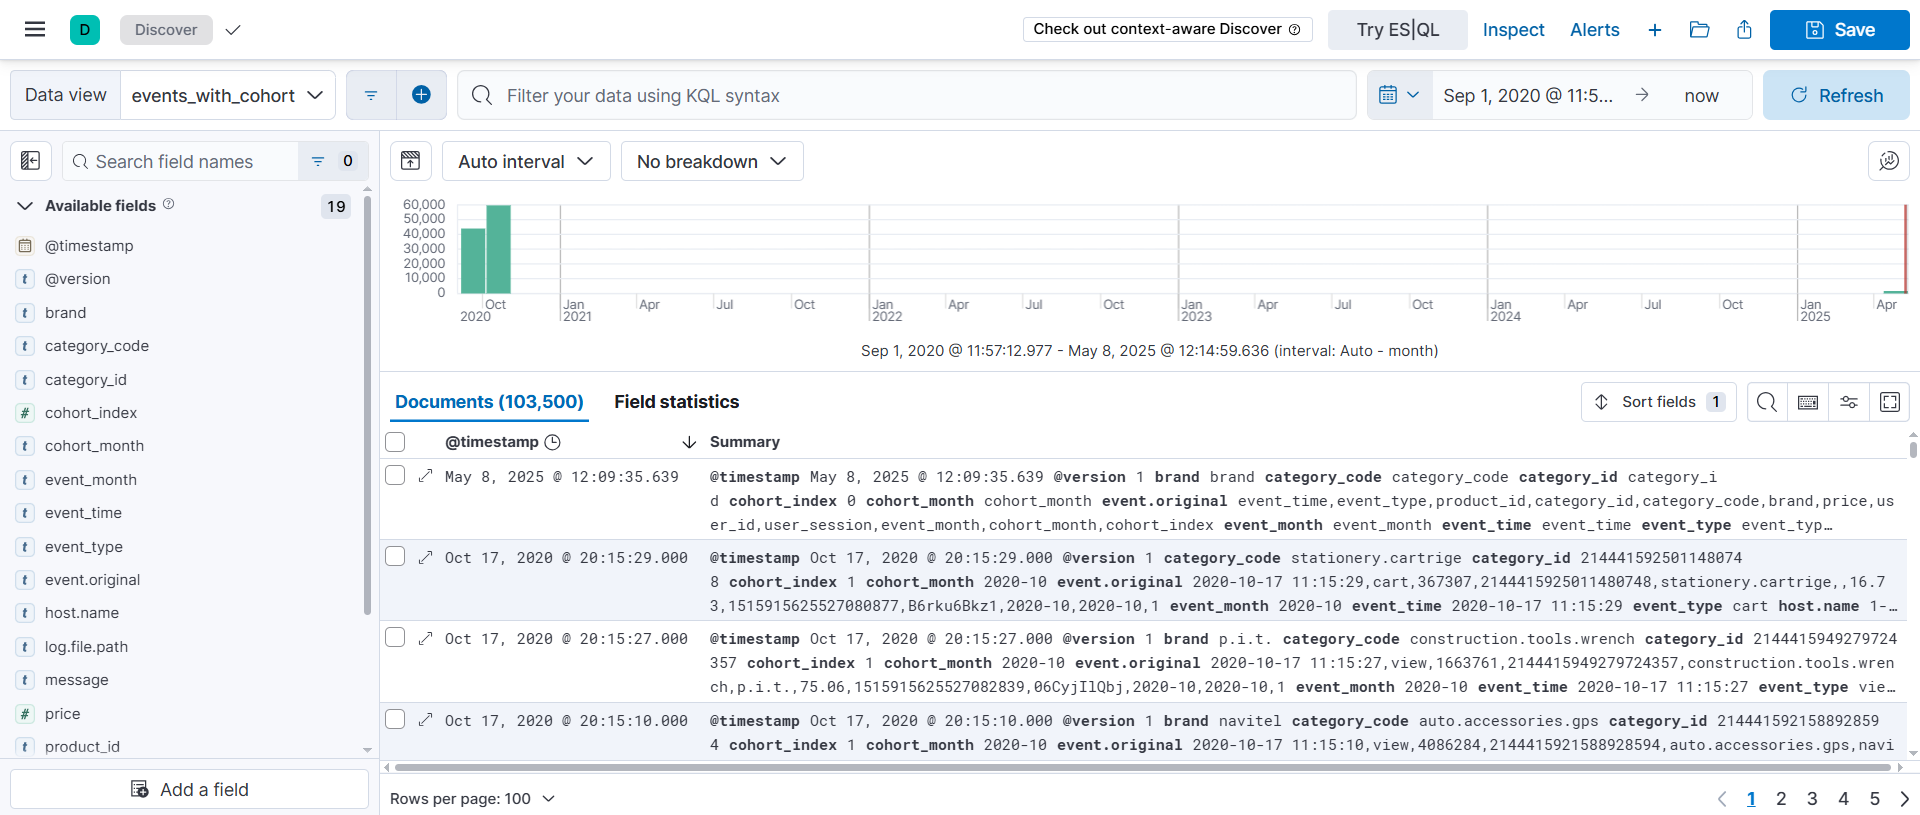 D Discover Check out context-aware Discover Try ES|QL Inspect Alerts Save
Data view events_with_cohort Filter your data using KQL syntax Sep 1, 2020 @ 11:5... → now Refresh
Search field names 0
Available fields 19
@timestamp
@version
brand
category_code
category_id
cohort_index
cohort_month
event_month
event_time
event_type
event.original
host.name
log.file.path
message
price
product_id
Add a field
Auto interval No breakdown
60,000
50,000
40,000
30,000
20,000
10,000
0
Oct Jan Apr Jul Oct Jan Apr Jul Oct Jan Apr Jul Oct Jan Apr Jul Oct Jan Apr
2020 2021 2022 2023 2024 2025
Sep 1, 2020 @ 11:57:12.977 - May 8, 2025 @ 12:14:59.636 (interval: Auto - month)
Documents (103,500) Field statistics Sort fields 1
@timestamp Summary
May 8, 2025 @ 12:09:35.639 @timestamp May 8, 2025 @ 12:09:35.639 @version 1 brand brand category_code category_code category_id category_i
d cohort_index 0 cohort_month cohort_month event.original event_time,event_type,product_id,category_id,category_code,brand,price,us
er_id,user_session,event_month,cohort_month,cohort_index event_month event_month event_time event_time event_type event_typ…
Oct 17, 2020 @ 20:15:29.000 @timestamp Oct 17, 2020 @ 20:15:29.000 @version 1 category_code stationery.cartrige category_id 214441592501148074
8 cohort_index 1 cohort_month 2020-10 event.original 2020-10-17 11:15:29,cart,367307,2144415925011480748,stationery.cartrige,,16.7
3,1515915625527080877,B6rku6Bkz1,2020-10,2020-10,1 event_month 2020-10 event_time 2020-10-17 11:15:29 event_type cart host.name 1-…
Oct 17, 2020 @ 20:15:27.000 @timestamp Oct 17, 2020 @ 20:15:27.000 @version 1 brand p.i.t. category_code construction.tools.wrench category_id 2144415949279724
357 cohort_index 1 cohort_month 2020-10 event.original 2020-10-17 11:15:27,view,1663761,2144415949279724357,construction.tools.wren
ch,p.i.t.,75.06,1515915625527082839,06CyjIlQbj,2020-10,2020-10,1 event_month 2020-10 event_time 2020-10-17 11:15:27 event_type vie…
Oct 17, 2020 @ 20:15:10.000 @timestamp Oct 17, 2020 @ 20:15:10.000 @version 1 brand navitel category_code auto.accessories.gps category_id 214441592158892859
4 cohort_index 1 cohort_month 2020-10 event.original 2020-10-17 11:15:10,view,4086284,2144415921588928594,auto.accessories.gps,navi
Rows per page: 100 1 2 3 4 5